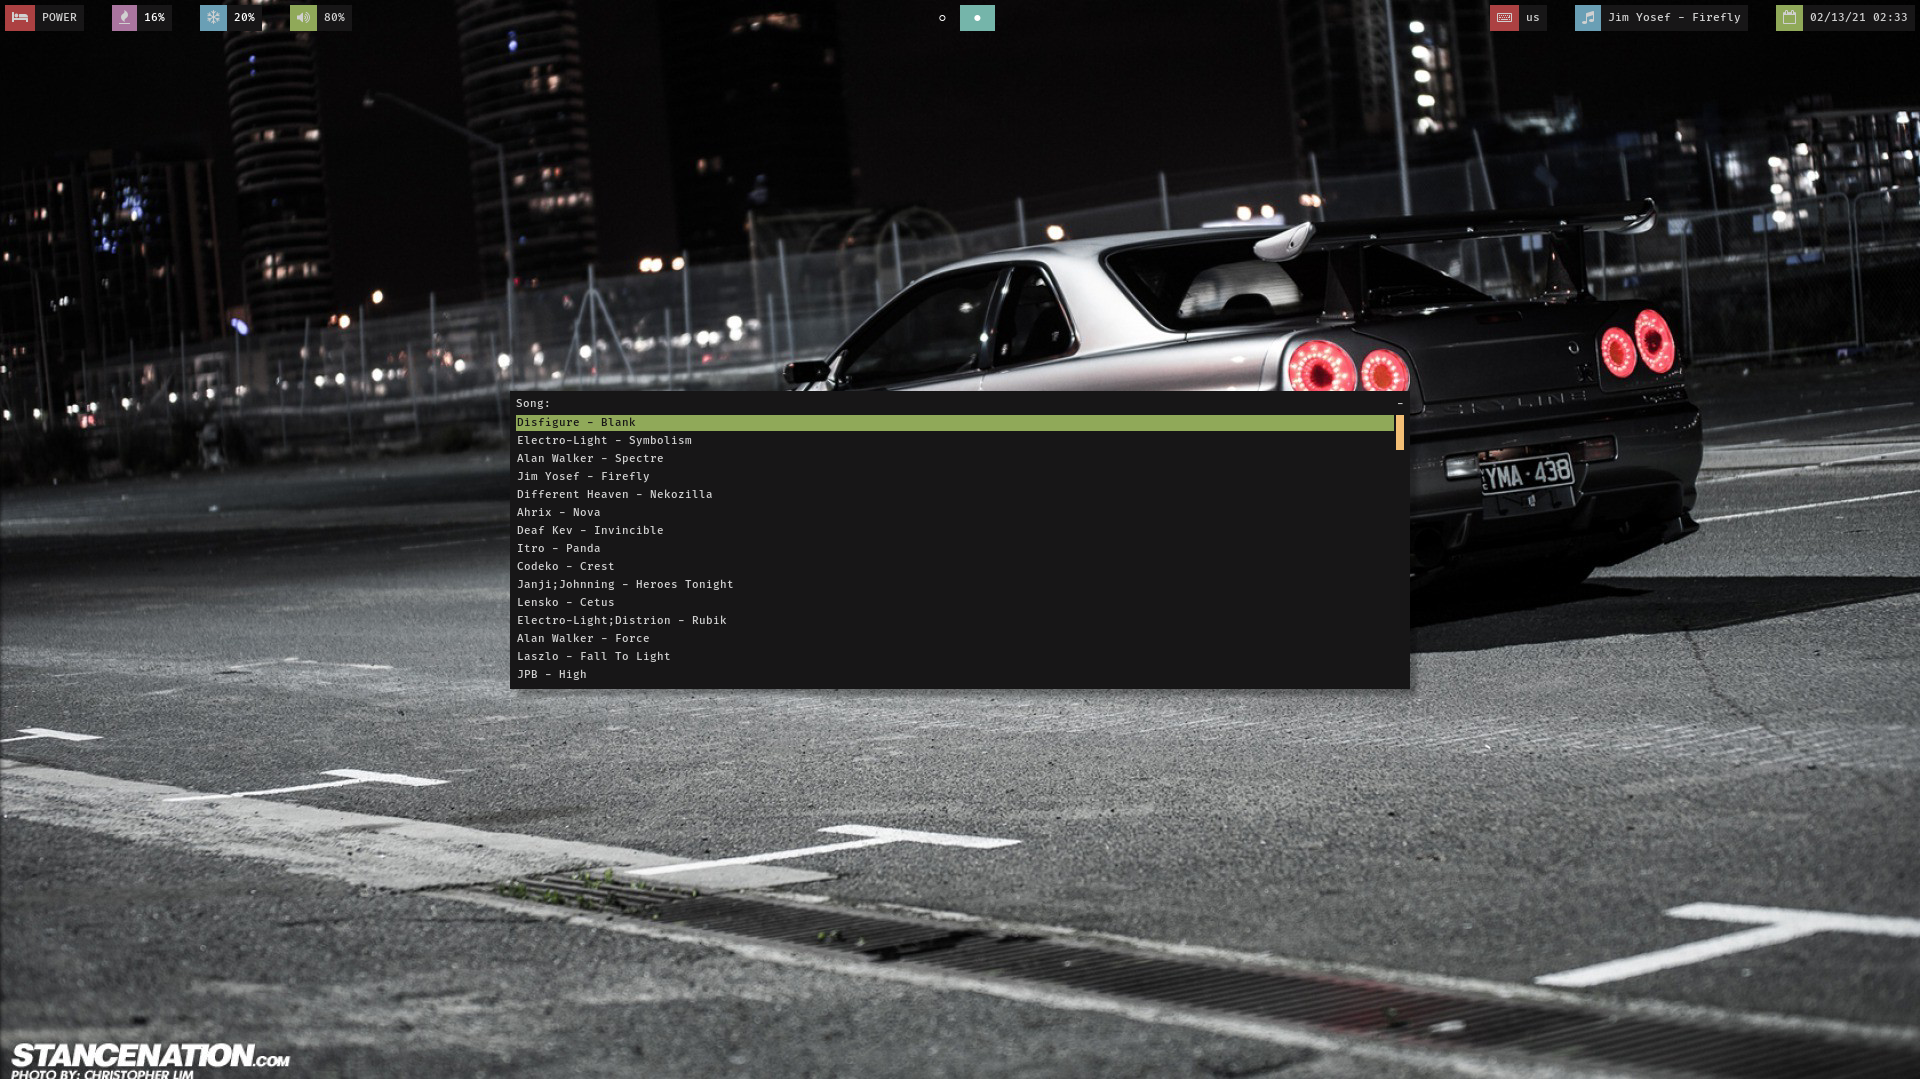 POWER 16% 20% 80% us Jim Yosef - Firefly 02/13/21 02:33
Song:
Disfigure - Blank
Electro-Light - Symbolism
Alan Walker - Spectre
Jim Yosef - Firefly
Different Heaven - Nekozilla
Ahrix - Nova
Deaf Kev - Invincible
Itro - Panda
Codeko - Crest
Janji;Johnning - Heroes Tonight
Lensko - Cetus
Electro-Light;Distrion - Rubik
Alan Walker - Force
Laszlo - Fall To Light
JPB - High
SKYLINE
YMA·438
STANCENATION.COM
PHOTO BY: CHRISTOPHER LIM